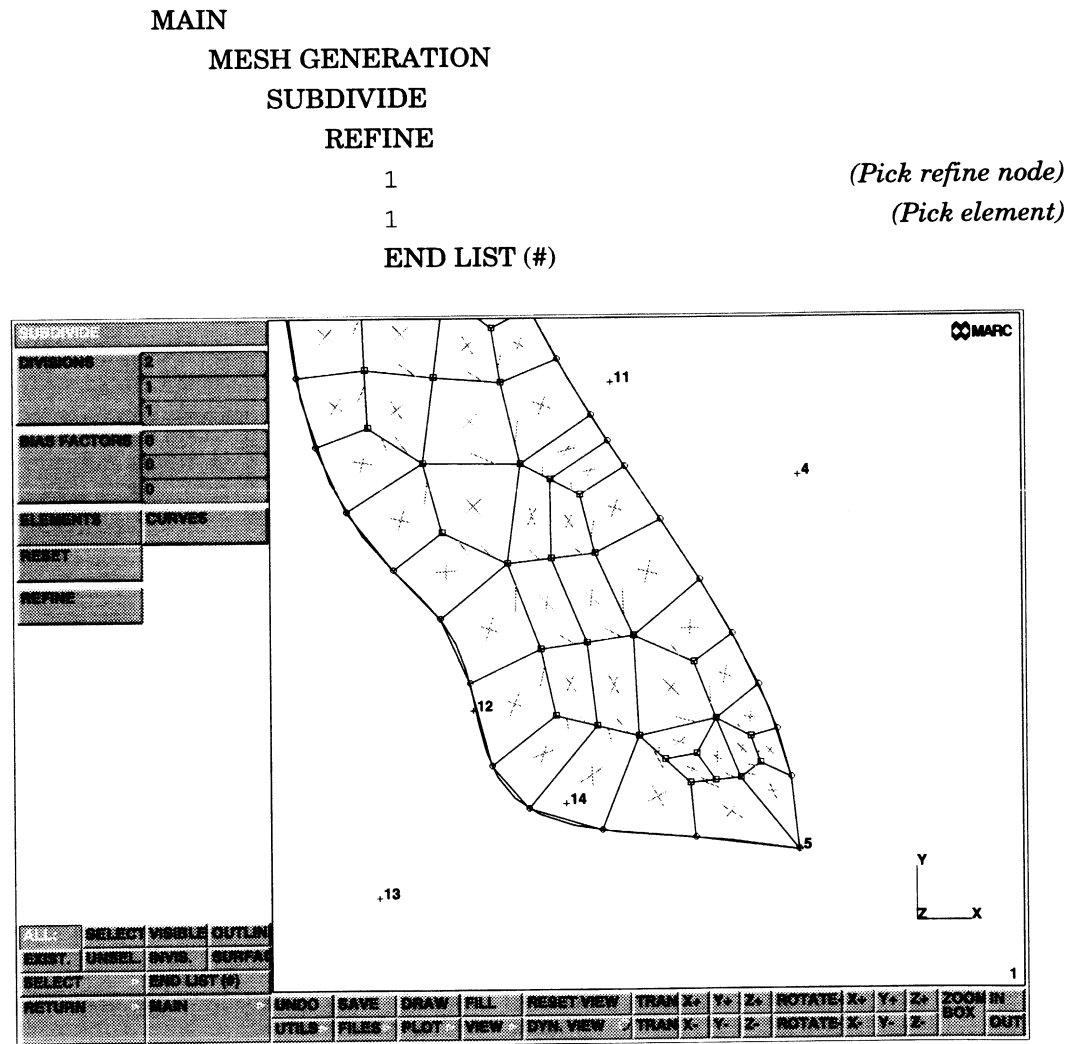 MAIN
MESH GENERATION
SUBDIVIDE
REFINE
1 (Pick refine node)
1 (Pick element)
END LIST (#)
SUBDIVIDE
MARC
DIVISIONS 2
1
1
BIAS FACTORS 0
0
0
ELEMENTS CURVES
RESET
REFINE
11
4
12
14
5
13
Y
Z X
1
ALL: SELECT VISIBLE OUTLIN
EXIST. UNSEL. INVIS. SURFAC
SELECT END LIST (#)
RETURN MAIN UNDO SAVE DRAW FILL RESET VIEW TRAN X+ Y+ Z+ ROTATE X+ Y+ Z+ ZOOM IN
UTILS FILES PLOT VIEW DYN. VIEW TRAN X- Y- Z- ROTATE X- Y- Z- BOX OUT